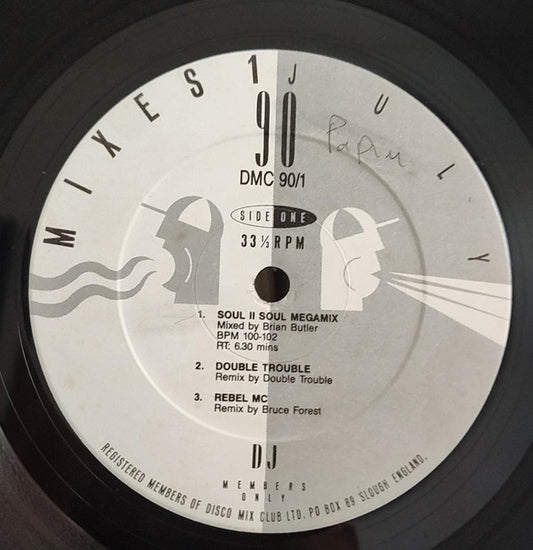 MIXES 1 JULY
90
DMC 90/1
SIDE ONE
33 ⅓ RPM
1. SOUL II SOUL MEGAMIX
Mixed by Brian Butler
BPM 100-102
RT: 6.30 mins
2. DOUBLE TROUBLE
Remix by Double Trouble
3. REBEL MC
Remix by Bruce Forest
DJ
MEMBERS
ONLY
REGISTERED MEMBERS OF DISCO MIX CLUB LTD. PO BOX 89 SLOUGH ENGLAND.